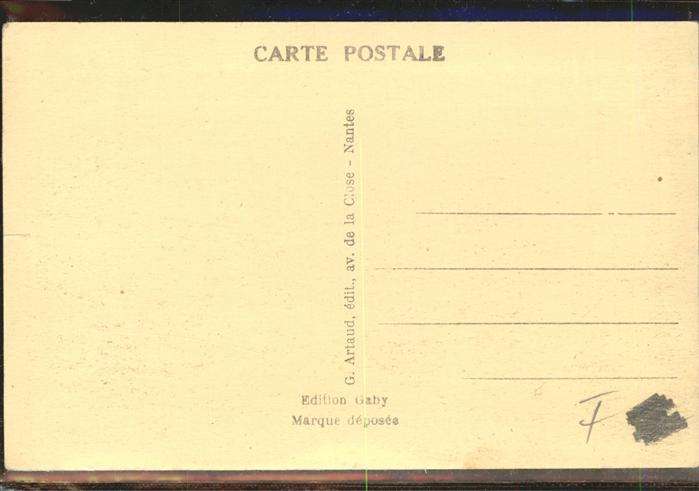 CARTE POSTALE
G. Artaud, édit., av. de la Close - Nantes
Edition Gaby
Marque déposée
F